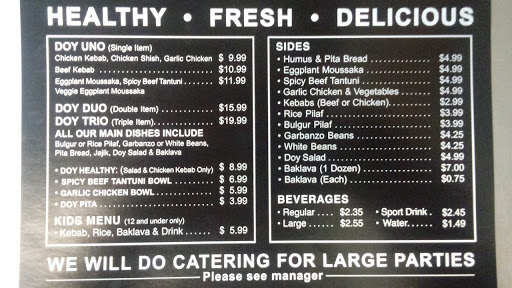 HEALTHY • FRESH • DELICIOUS
DOY UNO (Single Item)
Chicken Kebab, Chicken Shish, Garlic Chicken $ 9.99
Beef Kebab $10.99
Eggplant Moussaka, Spicy Beef Tantuni $11.99
Veggie Eggplant Moussaka
DOY DUO (Double Item) $15.99
DOY TRIO (Triple Item) $19.99
ALL OUR MAIN DISHES INCLUDE
Bulgur or Rice Pilaf, Garbanzo or White Beans,
Pita Bread, Jajik, Doy Salad & Baklava
• DOY HEALTHY: (Salad & Chicken Kebab Only) $ 8.99
• SPICY BEEF TANTUNI BOWL $ 6.99
• GARLIC CHICKEN BOWL $ 5.99
• DOY PITA $ 3.99
KIDS MENU (12 and under only)
• Kebab, Rice, Baklava & Drink $ 5.99
SIDES
• Humus & Pita Bread $4.99
• Eggplant Moussaka $4.99
• Spicy Beef Tantuni $4.99
• Garlic Chicken & Vegetables $4.99
• Kebabs (Beef or Chicken) $2.99
• Rice Pilaf $3.99
• Bulgur Pilaf $3.99
• Garbanzo Beans $4.25
• White Beans $4.25
• Doy Salad $4.99
• Baklava (1 Dozen) $7.00
• Baklava (Each) $0.75
BEVERAGES
• Regular $2.35 • Sport Drink $2.45
• Large $2.55 • Water $1.49
WE WILL DO CATERING FOR LARGE PARTIES
Please see manager